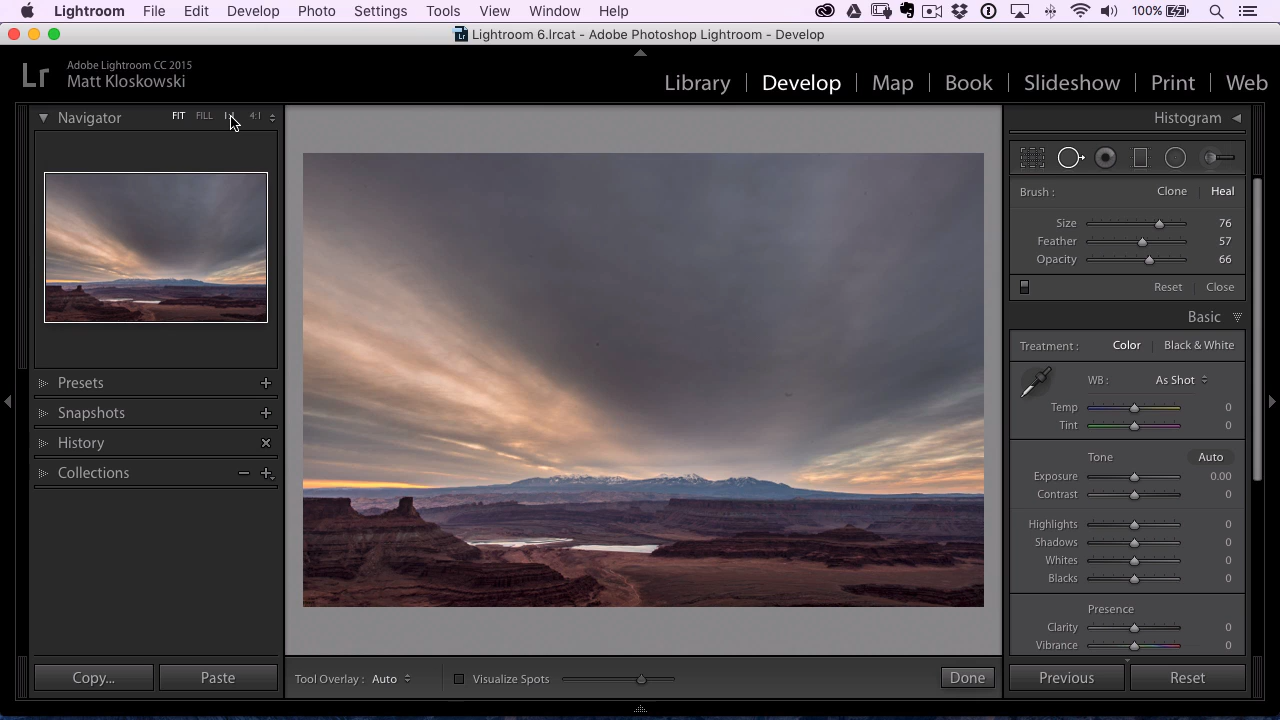 Lightroom File Edit Develop Photo Settings Tools View Window Help 100%
Lightroom 6.lrcat - Adobe Photoshop Lightroom - Develop
Lr Adobe Lightroom CC 2015
Matt Kloskowski
Library | Develop | Map | Book | Slideshow | Print | Web
Navigator FIT FILL 4:1
Presets
Snapshots
History
Collections
Copy... Paste
Tool Overlay : Auto Visualize Spots Done
Histogram
Brush : Clone Heal
Size 76
Feather 57
Opacity 66
Reset Close
Basic
Treatment : Color | Black & White
WB : As Shot
Temp 0
Tint 0
Tone Auto
Exposure 0.00
Contrast 0
Highlights 0
Shadows 0
Whites 0
Blacks 0
Presence
Clarity 0
Vibrance 0
Previous Reset